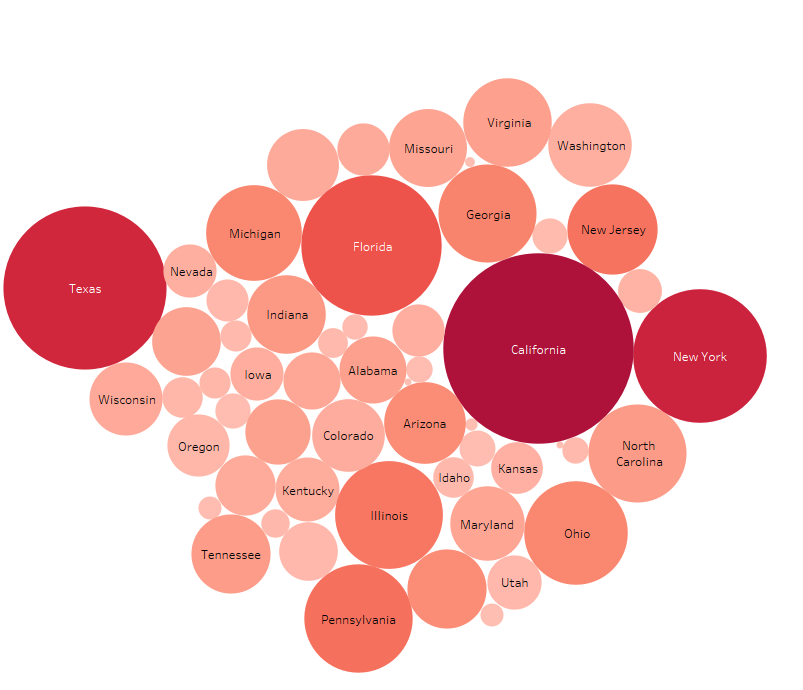 Virginia
Washington
Missouri
Georgia
New Jersey
Michigan
Florida
Nevada
Texas
Indiana
California
New York
Alabama
Iowa
Wisconsin
Arizona
Colorado
Oregon
North
Carolina
Kansas
Idaho
Kentucky
Illinois
Maryland
Ohio
Tennessee
Utah
Pennsylvania